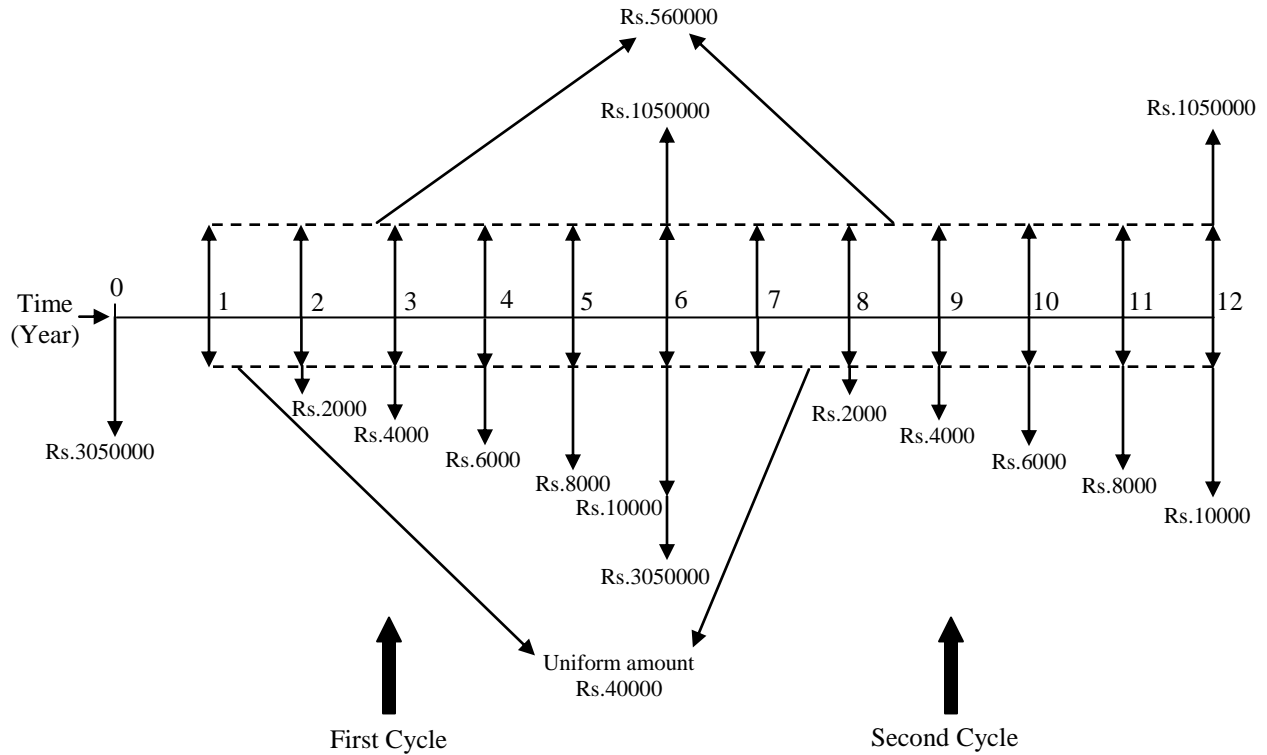 Rs.560000
Rs.1050000
Rs.1050000
Time
(Year)
0
1
2
3
4
5
6
7
8
9
10
11
12
Rs.3050000
Rs.2000
Rs.4000
Rs.6000
Rs.8000
Rs.10000
Rs.3050000
Rs.2000
Rs.4000
Rs.6000
Rs.8000
Rs.10000
Uniform amount
Rs.40000
First Cycle
Second Cycle